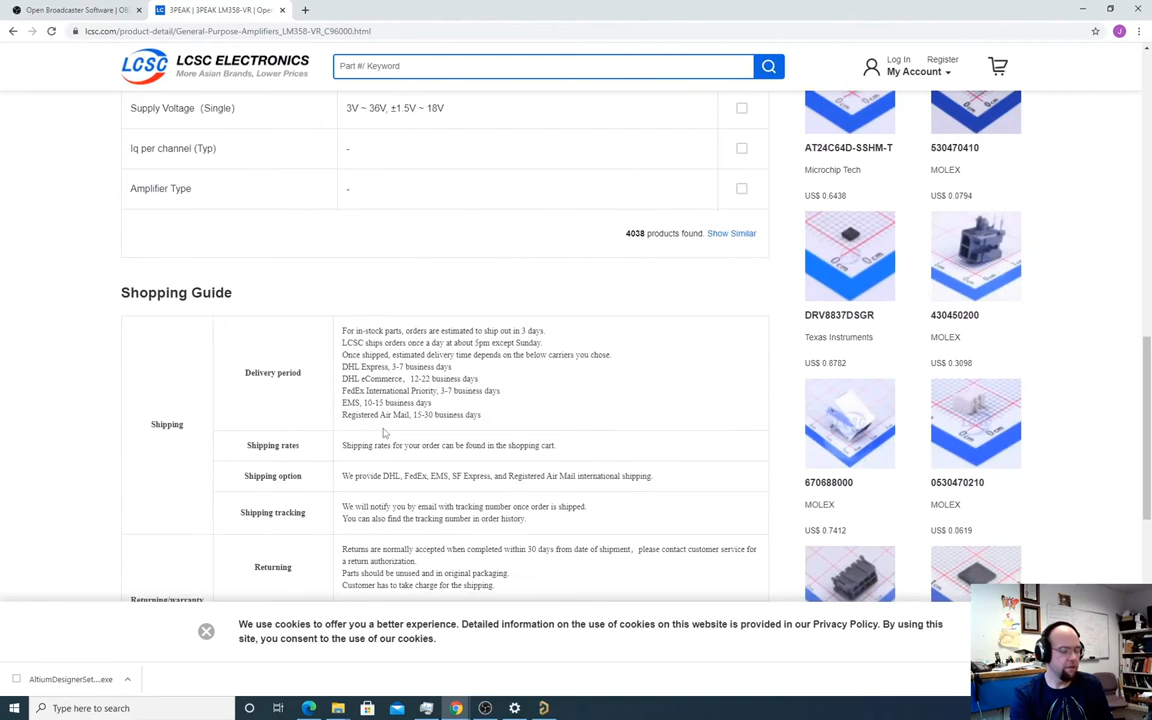 Open Broadcaster Software | OB
3PEAK | 3PEAK LM358-VR | Oper
lcsc.com/product-detail/General-Purpose-Amplifiers_LM358-VR_C96000.html
J
LCSC
LCSC ELECTRONICS
More Asian Brands, Lower Prices
Part #/ Keyword
Log In
Register
My Account
Supply Voltage（Single）
3V ~ 36V, ±1.5V ~ 18V
Iq per channel (Typ)
-
Amplifier Type
-
4038 products found. Show Similar
Shopping Guide
Shipping
Delivery period
For in-stock parts, orders are estimated to ship out in 3 days.
LCSC ships orders once a day at about 5pm except Sunday.
Once shipped, estimated delivery time depends on the below carriers you chose.
DHL Express, 3-7 business days
DHL eCommerce，12-22 business days
FedEx International Priority, 3-7 business days
EMS, 10-15 business days
Registered Air Mail, 15-30 business days
Shipping rates
Shipping rates for your order can be found in the shopping cart.
Shipping option
We provide DHL, FedEx, EMS, SF Express, and Registered Air Mail international shipping.
Shipping tracking
We will notify you by email with tracking number once order is shipped.
You can also find the tracking number in order history.
Returning/warranty
Returning
Returns are normally accepted when completed within 30 days from date of shipment，please contact customer service for
a return authorization.
Parts should be unused and in original packaging.
Customer has to take charge for the shipping.
AT24C64D-SSHM-T
Microchip Tech
US$ 0.6438
530470410
MOLEX
US$ 0.0794
DRV8837DSGR
Texas Instruments
US$ 0.8782
430450200
MOLEX
US$ 0.3098
670688000
MOLEX
US$ 0.7412
0530470210
MOLEX
US$ 0.0619
We use cookies to offer you a better experience. Detailed information on the use of cookies on this website is provided in our Privacy Policy. By using this
site, you consent to the use of our cookies.
AltiumDesignerSet....exe
Type here to search